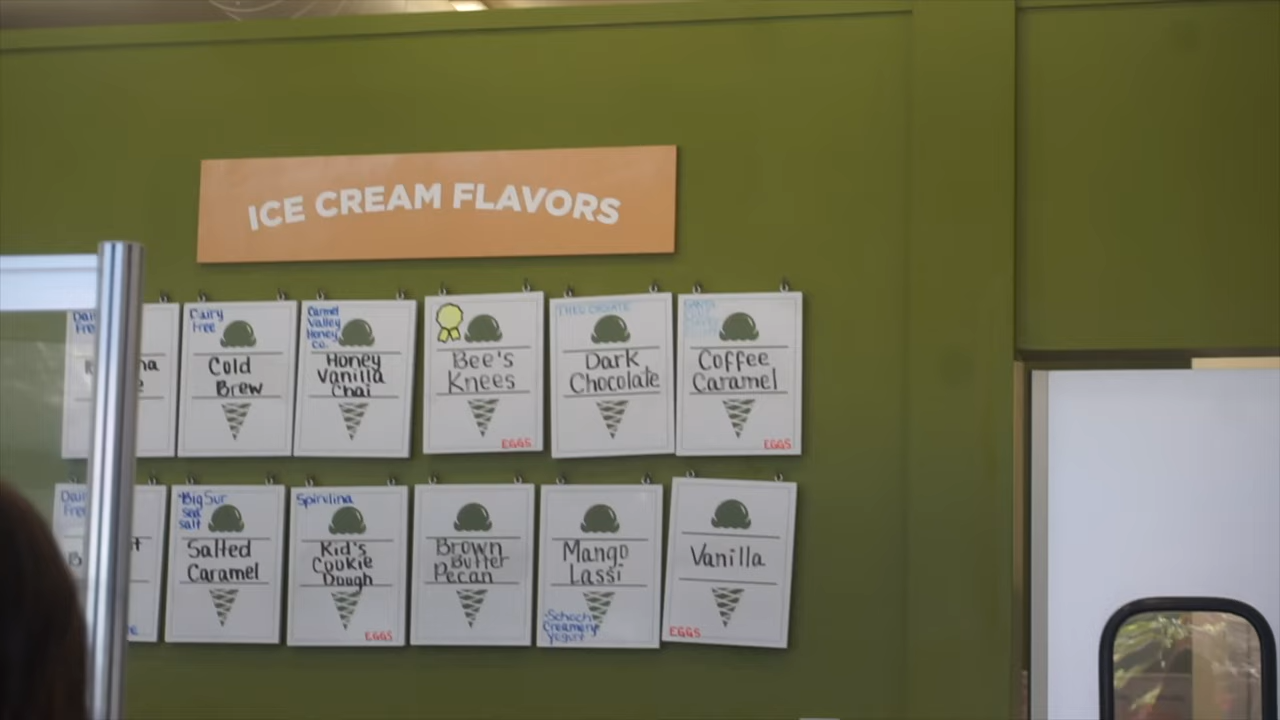 ICE CREAM FLAVORS
Dairy
Free
Cold
Brew
Carmel
Valley
Honey
Co.
Honey
Vanilla
Chai
Bee's
Knees
EGGS
Dark
Chocolate
Coffee
Caramel
EGGS
Big Sur
sea
salt
Salted
Caramel
Spirulina
Kid's
Cookie
Dough
EGGS
Brown
Butter
Pecan
Mango
Lassi
Schoch
Creamery
Yogurt
Vanilla
EGGS